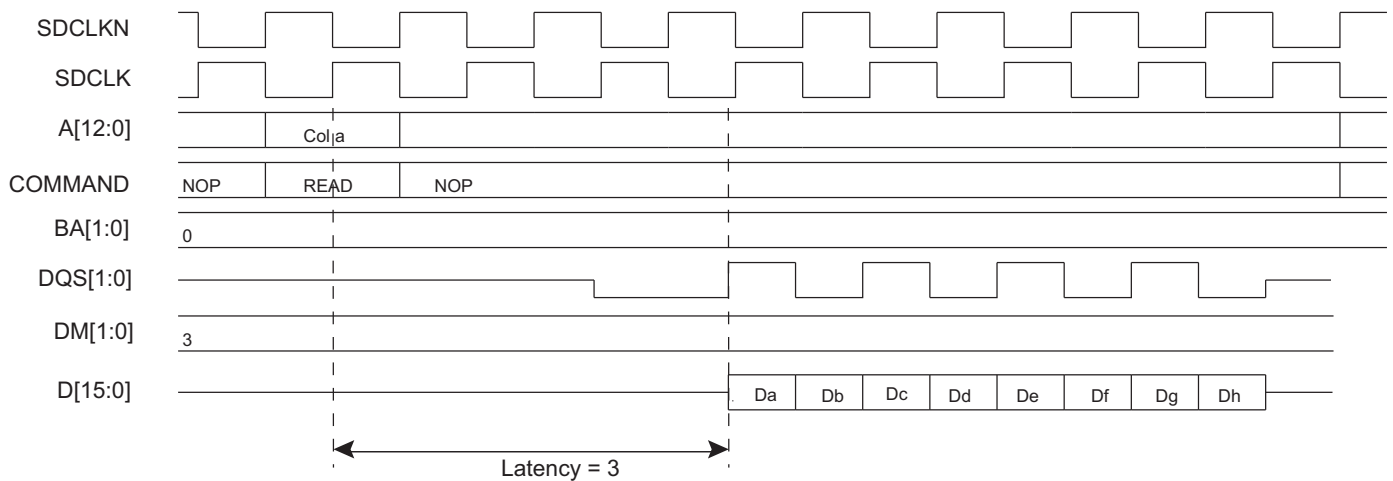 SDCLKN
SDCLK
A[12:0] Col a
COMMAND NOP READ NOP
BA[1:0] 0
DQS[1:0]
DM[1:0] 3
D[15:0] Da Db Dc Dd De Df Dg Dh
Latency = 3